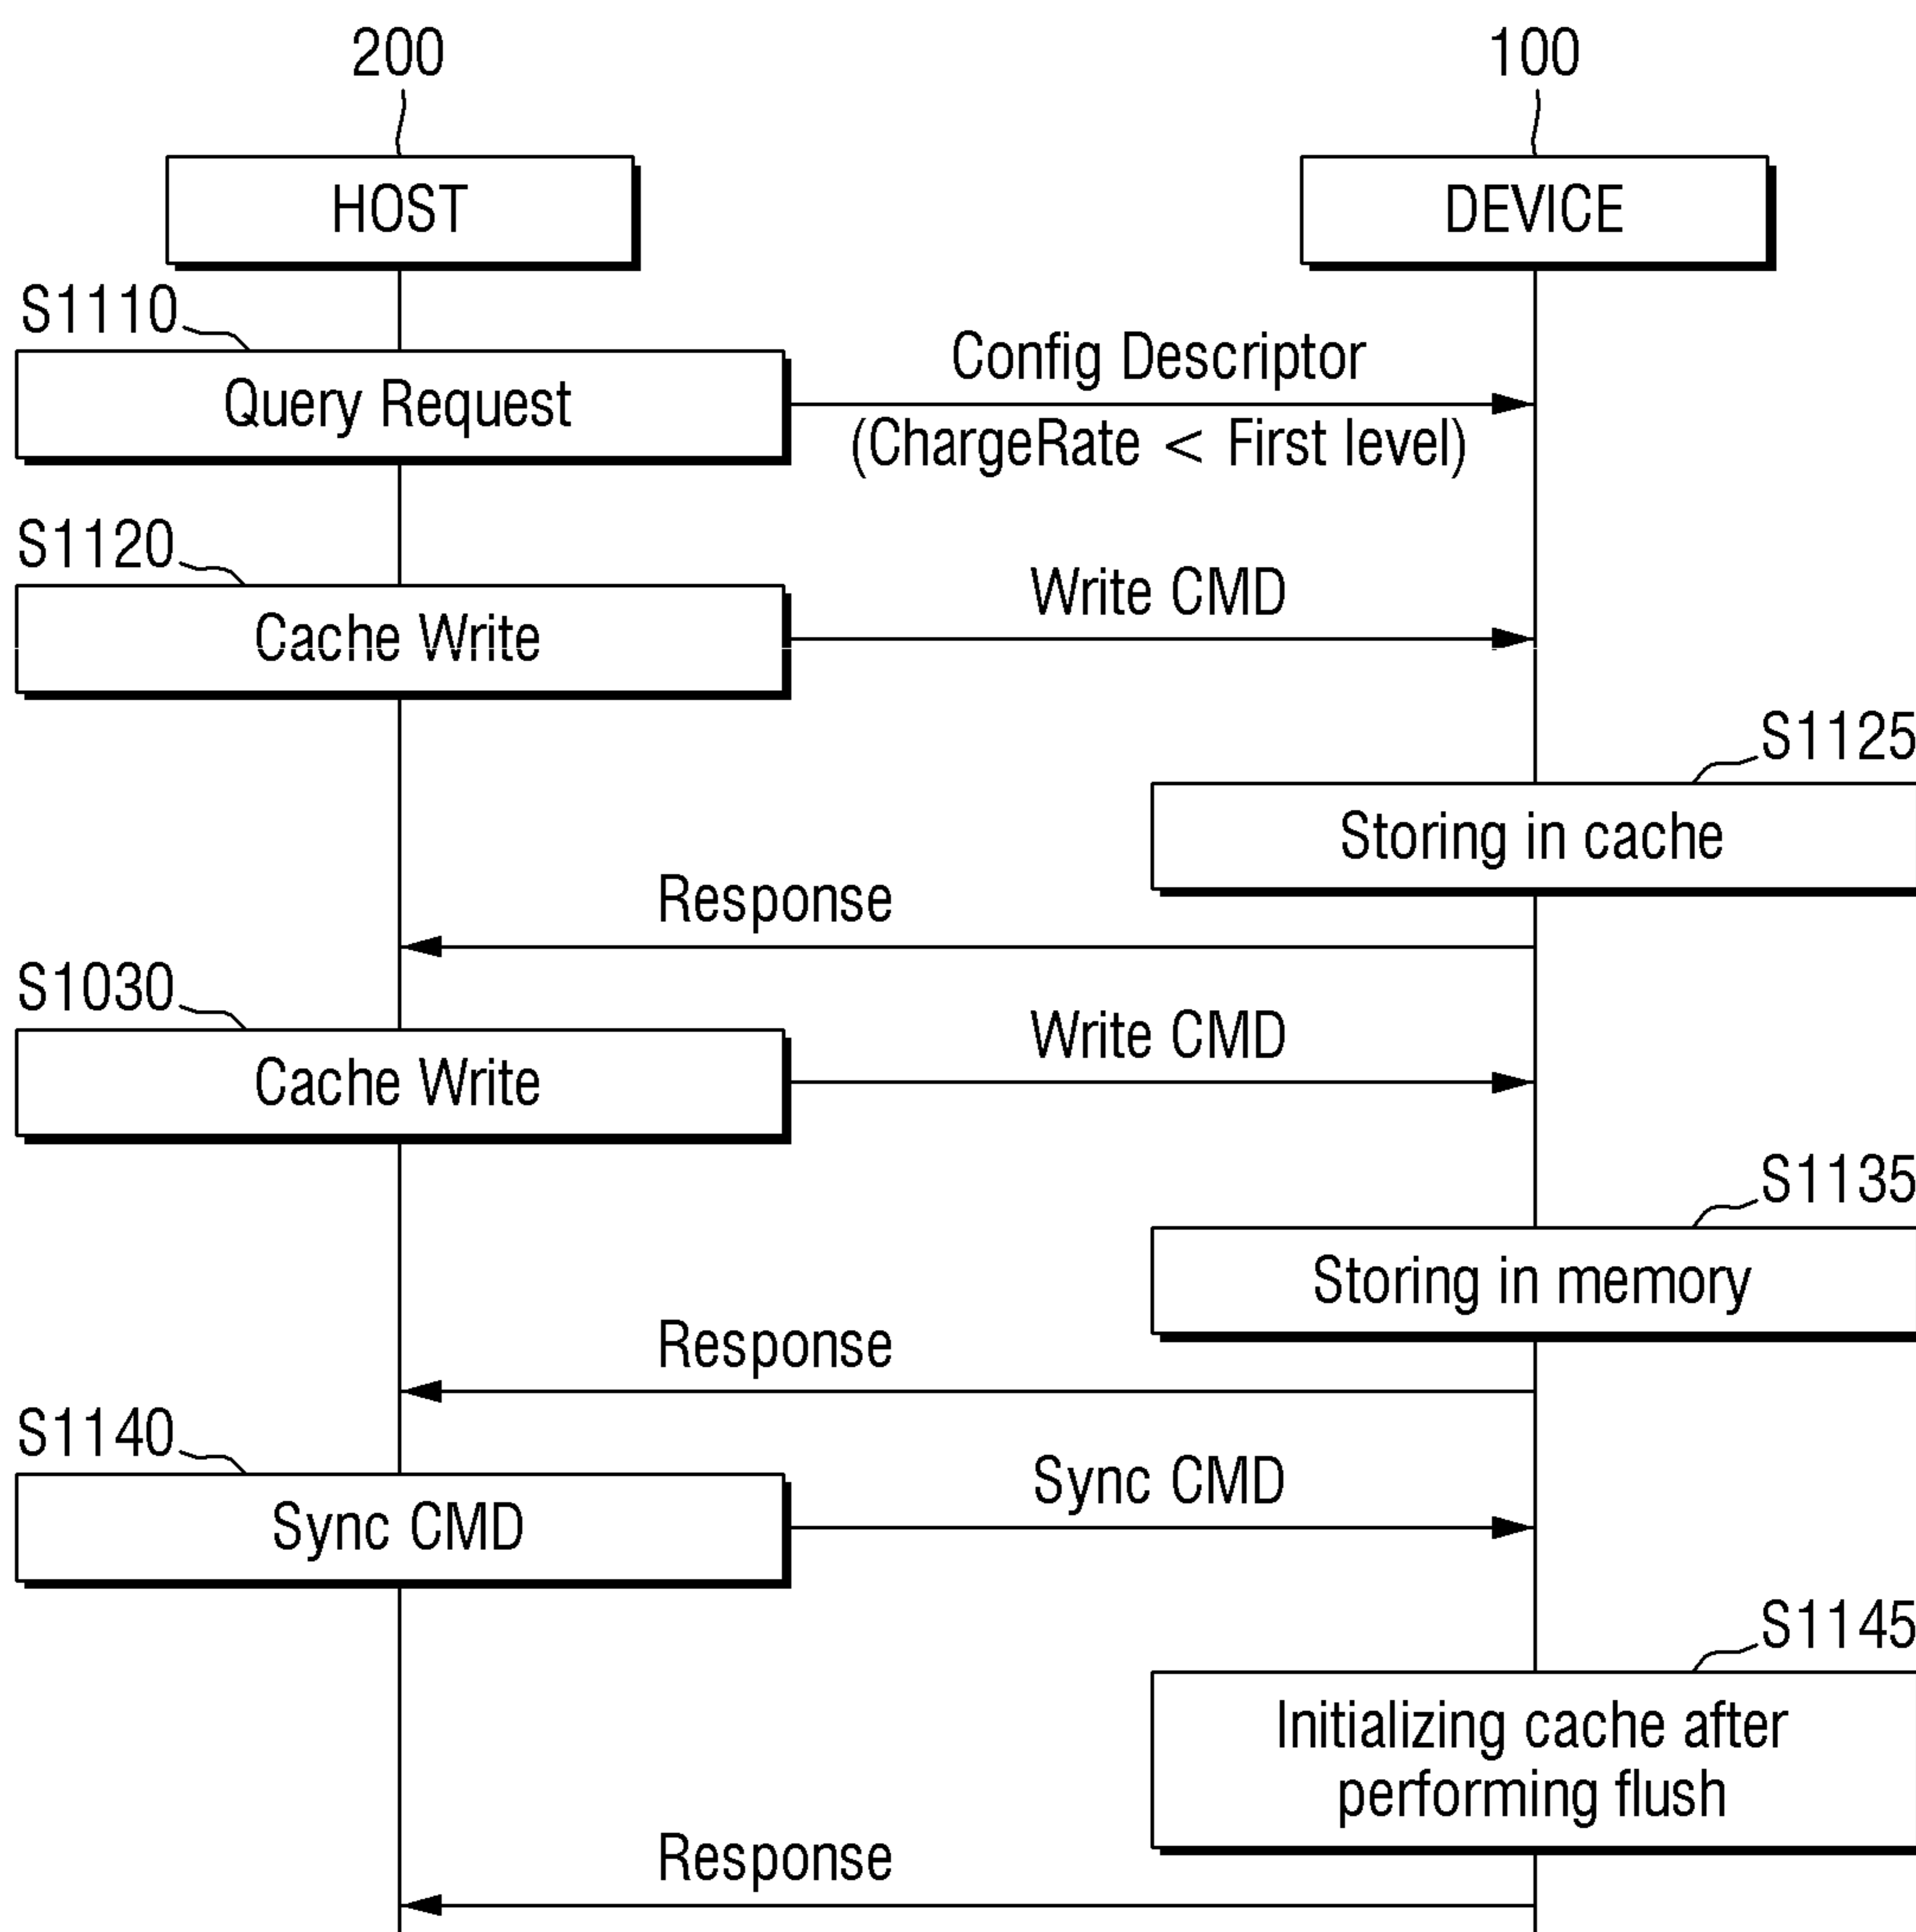 200
100
HOST
DEVICE
S1110
Query Request
Config Descriptor
(ChargeRate < First level)
S1120
Cache Write
Write CMD
S1125
Storing in cache
Response
S1030
Cache Write
Write CMD
S1135
Storing in memory
Response
S1140
Sync CMD
Sync CMD
S1145
Initializing cache after
performing flush
Response